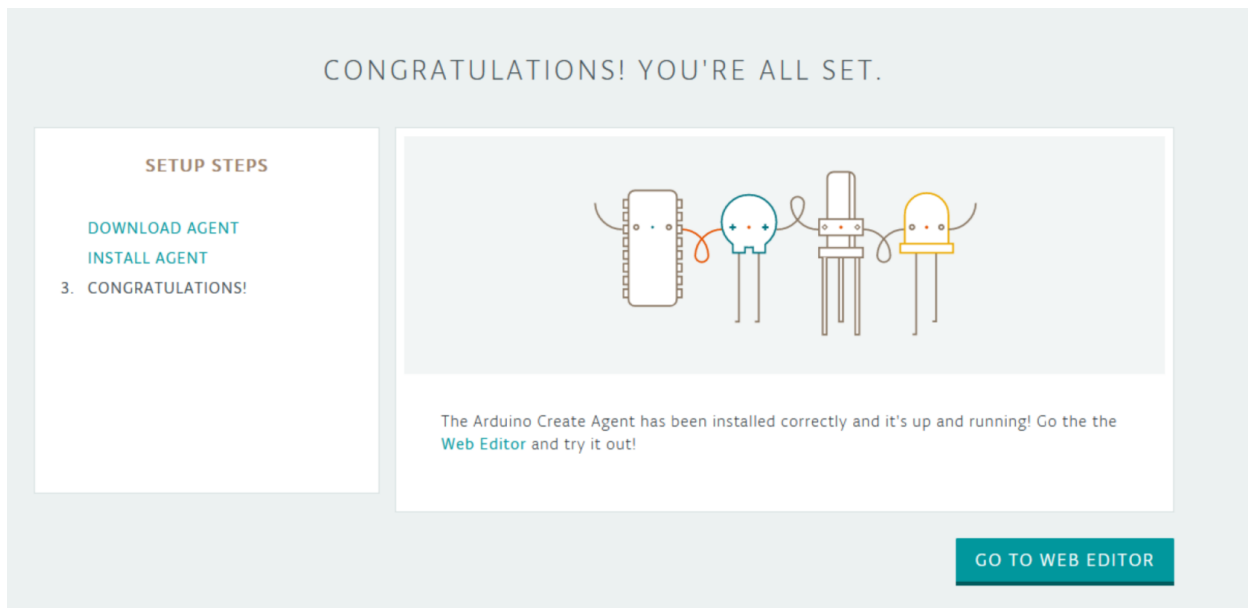 CONGRATULATIONS! YOU'RE ALL SET.
SETUP STEPS
DOWNLOAD AGENT
INSTALL AGENT
3. CONGRATULATIONS!
The Arduino Create Agent has been installed correctly and it's up and running! Go the the
Web Editor and try it out!
GO TO WEB EDITOR